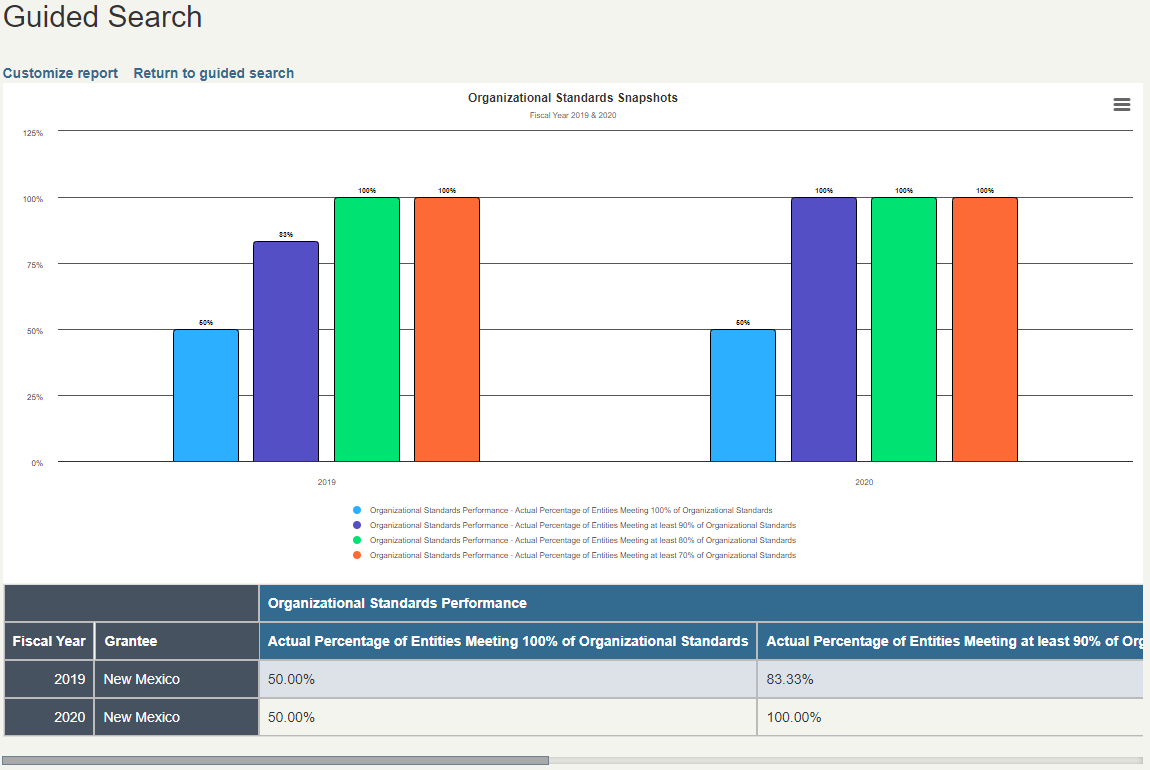 Guided Search
Customize report Return to guided search
Organizational Standards Snapshots
Fiscal Year 2019 & 2020
125%
100%
75%
50%
25%
0%
50%
83%
100%
100%
50%
100%
100%
100%
2019
2020
Organizational Standards Performance - Actual Percentage of Entities Meeting 100% of Organizational Standards
Organizational Standards Performance - Actual Percentage of Entities Meeting at least 90% of Organizational Standards
Organizational Standards Performance - Actual Percentage of Entities Meeting at least 80% of Organizational Standards
Organizational Standards Performance - Actual Percentage of Entities Meeting at least 70% of Organizational Standards
Organizational Standards Performance
Fiscal Year Grantee Actual Percentage of Entities Meeting 100% of Organizational Standards Actual Percentage of Entities Meeting at least 90% of Org
2019 New Mexico 50.00% 83.33%
2020 New Mexico 50.00% 100.00%